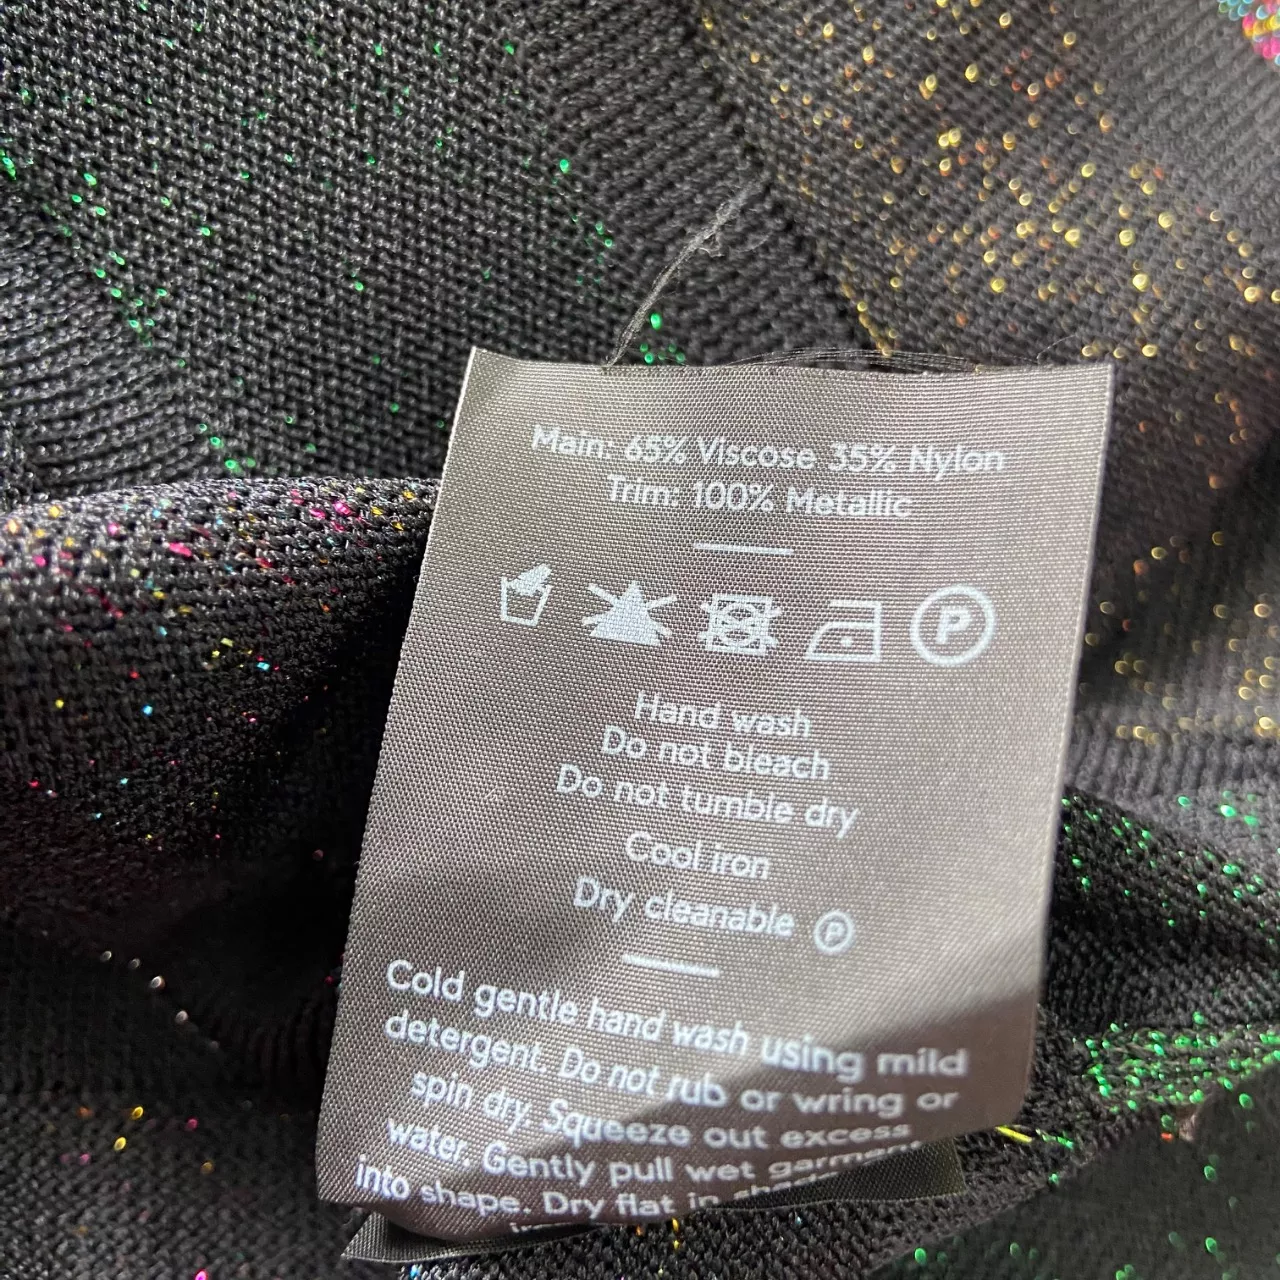 Main: 65% Viscose 35% Nylon
Trim: 100% Metallic
P
Hand wash
Do not bleach
Do not tumble dry
Cool iron
Dry cleanable P
Cold gentle hand wash using mild
detergent. Do not rub or wring or
spin dry. Squeeze out excess
water. Gently pull wet garment
into shape. Dry flat in